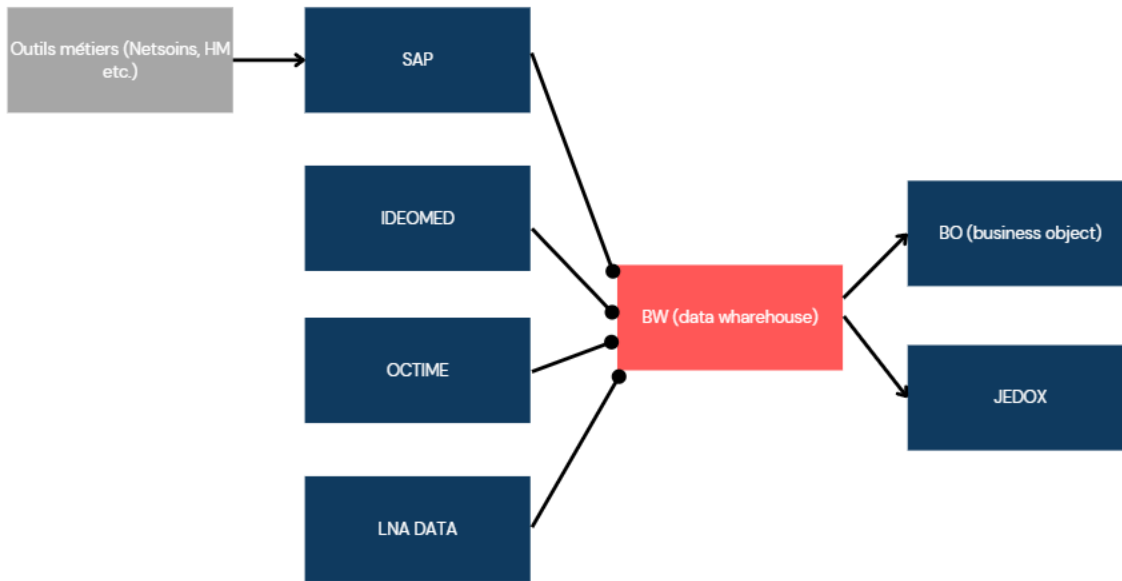 Outils métiers (Netsoins, HM
etc.)
SAP
IDEOMED
BO (business object)
BW (data wharehouse)
OCTIME
JEDOX
LNA DATA